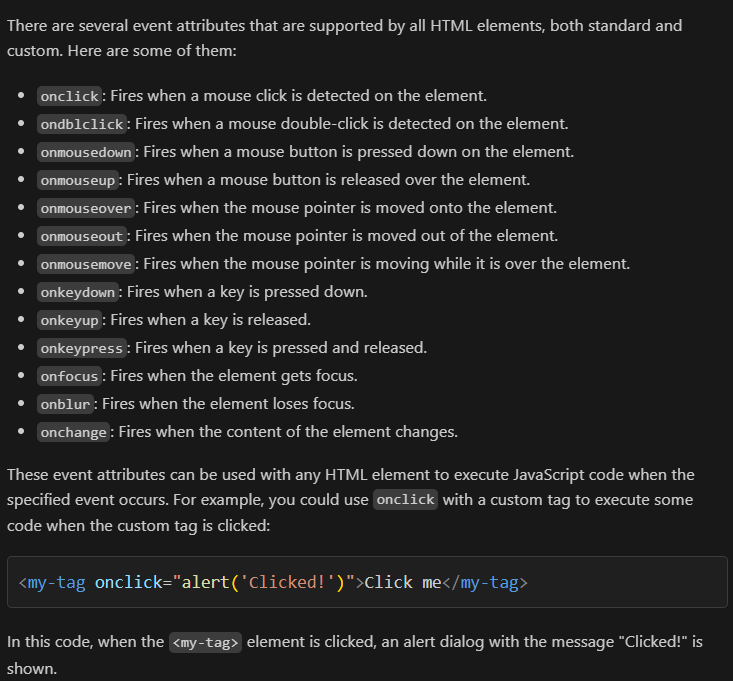 There are several event attributes that are supported by all HTML elements, both standard and
custom. Here are some of them:
• onclick: Fires when a mouse click is detected on the element.
• ondblclick: Fires when a mouse double-click is detected on the element.
• onmousedown: Fires when a mouse button is pressed down on the element.
• onmouseup: Fires when a mouse button is released over the element.
• onmouseover: Fires when the mouse pointer is moved onto the element.
• onmouseout: Fires when the mouse pointer is moved out of the element.
• onmousemove: Fires when the mouse pointer is moving while it is over the element.
• onkeydown: Fires when a key is pressed down.
• onkeyup: Fires when a key is released.
• onkeypress: Fires when a key is pressed and released.
• onfocus: Fires when the element gets focus.
• onblur: Fires when the element loses focus.
• onchange: Fires when the content of the element changes.
These event attributes can be used with any HTML element to execute JavaScript code when the
specified event occurs. For example, you could use onclick with a custom tag to execute some
code when the custom tag is clicked:
<my-tag onclick="alert('Clicked!')">Click me</my-tag>
In this code, when the <my-tag> element is clicked, an alert dialog with the message "Clicked!" is
shown.